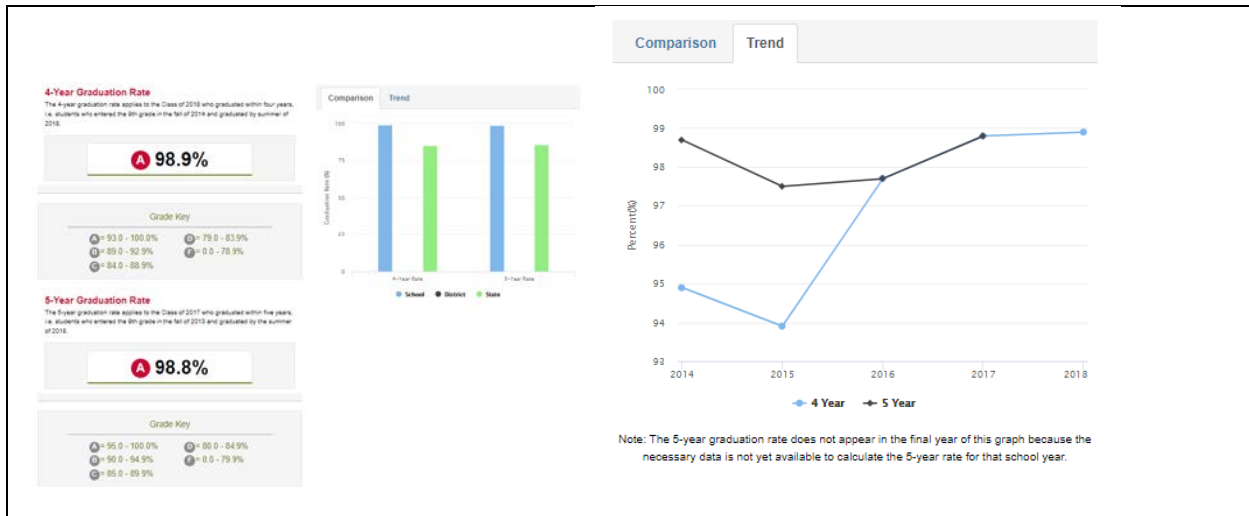 4-Year Graduation Rate
The 4-year graduation rate applies to the Class of 2018 who graduated within four years,
i.e. students who entered the 9th grade in the fall of 2014 and graduated by summer of
2018.
A 98.9%
Grade Key
A = 93.0 - 100.0% D = 79.0 - 83.9%
B = 89.0 - 92.9% F = 0.0 - 78.9%
C = 84.0 - 88.9%
5-Year Graduation Rate
The 5-year graduation rate applies to the Class of 2017 who graduated within five years,
i.e. students who entered the 9th grade in the fall of 2013 and graduated by the summer
of 2018.
A 98.8%
Grade Key
A = 95.0 - 100.0% D = 80.0 - 84.9%
B = 90.0 - 94.9% F = 0.0 - 79.9%
C = 85.0 - 89.9%
Comparison Trend
Graduation Rate (%)
100
75
50
25
0
4-Year Rate 5-Year Rate
School District State
Comparison Trend
Percent(%)
100
99
98
97
96
95
94
93
2014 2015 2016 2017 2018
4 Year 5 Year
Note: The 5-year graduation rate does not appear in the final year of this graph because the
necessary data is not yet available to calculate the 5-year rate for that school year.